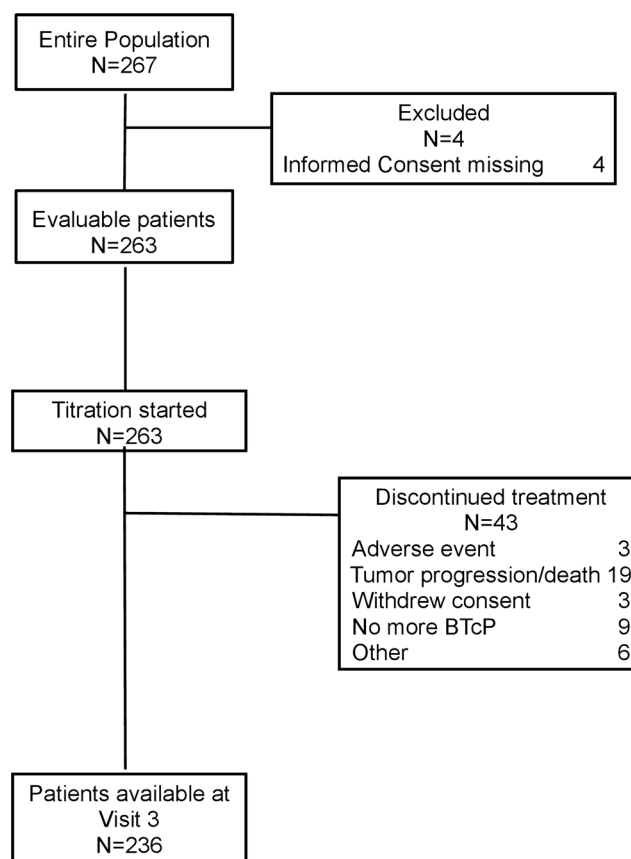 Entire Population
N=267
Excluded
N=4
Informed Consent missing 4
Evaluable patients
N=263
Titration started
N=263
Discontinued treatment
N=43
Adverse event 3
Tumor progression/death 19
Withdrew consent 3
No more BTcP 9
Other 6
Patients available at
Visit 3
N=236